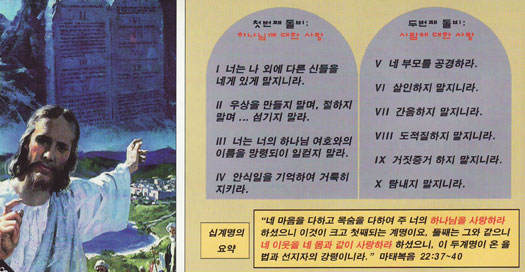 첫번째 돌비:
하나님께 대한 사랑
I 너는 나 외에 다른 신들을
네게 있게 말지니라.
II 우상을 만들지 말며, 절하지
말며 ... 섬기지 말라.
III 너는 너의 하나님 여호와의
이름을 망령되이 일컫지 말라.
IV 안식일을 기억하여 거룩히
지키라.
두번째 돌비:
사람에 대한 사랑
V 네 부모를 공경하라.
VI 살인하지 말지니라.
VII 간음하지 말지니라.
VIII 도적질하지 말지니라.
IX 거짓증거 하지 말지니라.
X 탐내지 말지니라.
십계명의
요약
“네 마음을 다하고 목숨을 다하여 주 너의 하나님을 사랑하라
하셨으니 이것이 크고 첫째되는 계명이요, 둘째는 그와 같으니
네 이웃을 네 몸과 같이 사랑하라 하셨으니, 이 두계명이 온 율
법과 선지자의 강령이니라.” 마태복음 22:37~40